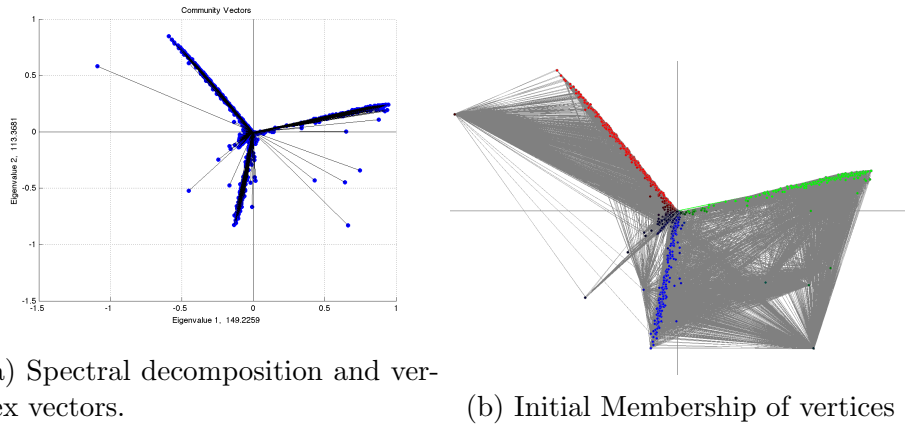 Community Vectors
1
0.5
0
-0.5
-1
-1.5
-1.5
-1
-0.5
0
0.5
1
Eigenvalue 2, 113.3681
Eigenvalue 1, 149.2259
) Spectral decomposition and ver-
ex vectors.
(b) Initial Membership of vertices